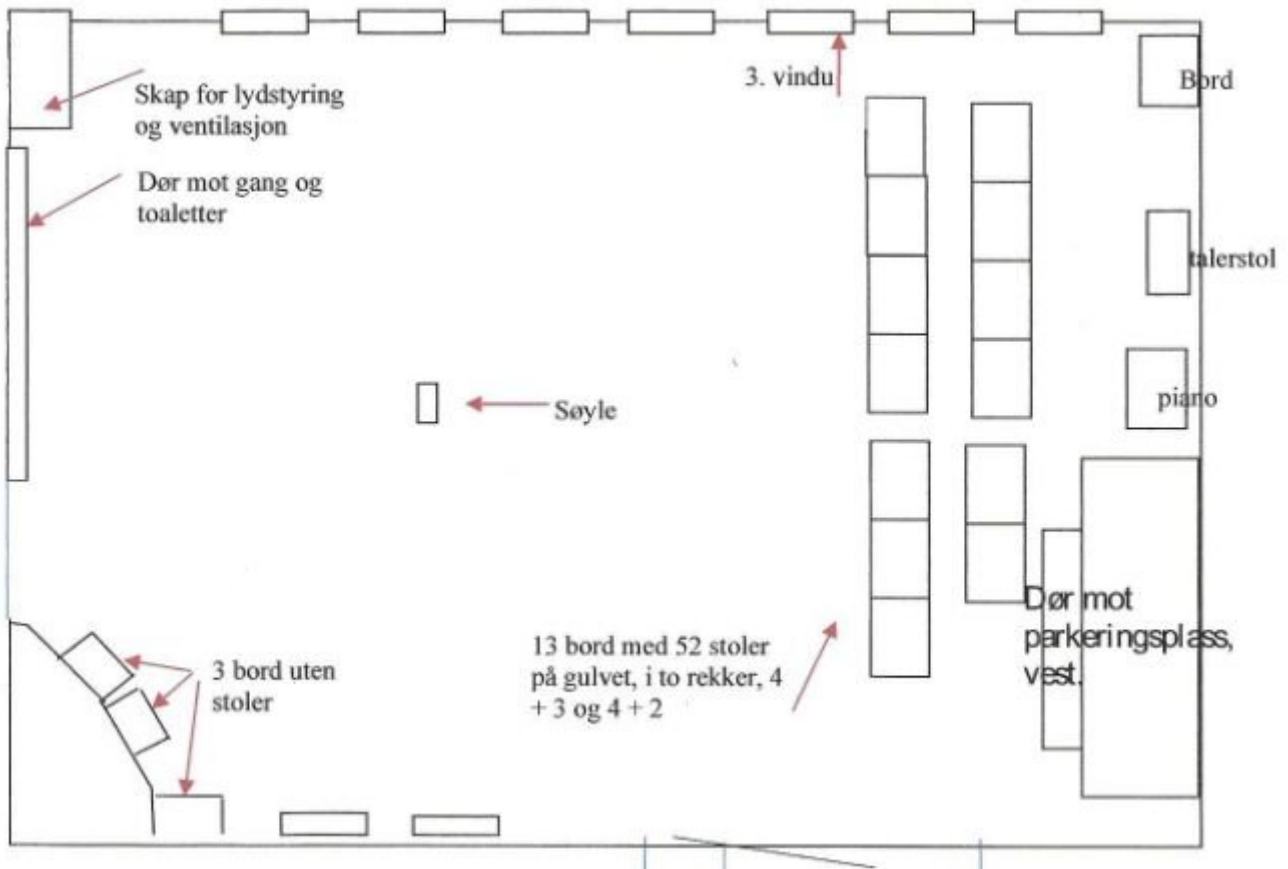 3. vindu
Bord
Skap for lydstyring
og ventilasjon
Dør mot gang og
toaletter
talerstol
piano
Søyle
Dør mot
parkeringsplass,
vest.
13 bord med 52 stoler
på gulvet, i to rekker, 4
+ 3 og 4 + 2
3 bord uten
stoler